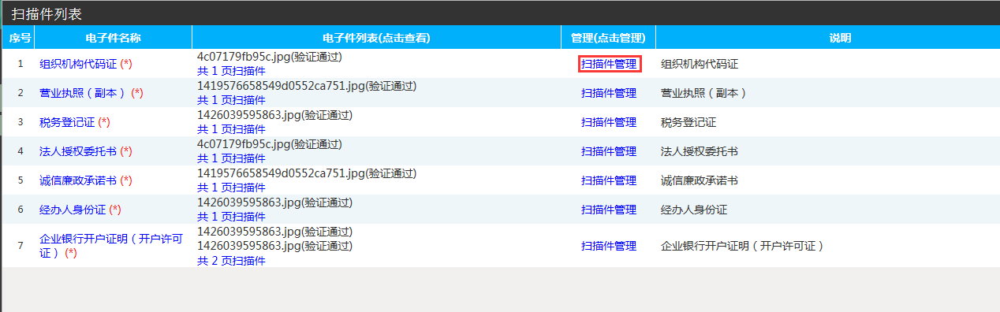 扫描件列表
序号 电子件名称 电子件列表(点击查看) 管理(点击管理) 说明
1 组织机构代码证 (*) 4c07179fb95c.jpg(验证通过) 扫描件管理 组织机构代码证
共 1 页扫描件
2 营业执照（副本） (*) 1419576658549d0552ca751.jpg(验证通过) 扫描件管理 营业执照（副本）
共 1 页扫描件
3 税务登记证 (*) 1426039595863.jpg(验证通过) 扫描件管理 税务登记证
共 1 页扫描件
4 法人授权委托书 (*) 4c07179fb95c.jpg(验证通过) 扫描件管理 法人授权委托书
共 1 页扫描件
5 诚信廉政承诺书 (*) 1419576658549d0552ca751.jpg(验证通过) 扫描件管理 诚信廉政承诺书
共 1 页扫描件
6 经办人身份证 (*) 1426039595863.jpg(验证通过) 扫描件管理 经办人身份证
共 1 页扫描件
7 企业银行开户证明（开户许可 1426039595863.jpg(验证通过) 扫描件管理 企业银行开户证明（开户许可证）
证） (*) 1426039595863.jpg(验证通过)
共 2 页扫描件